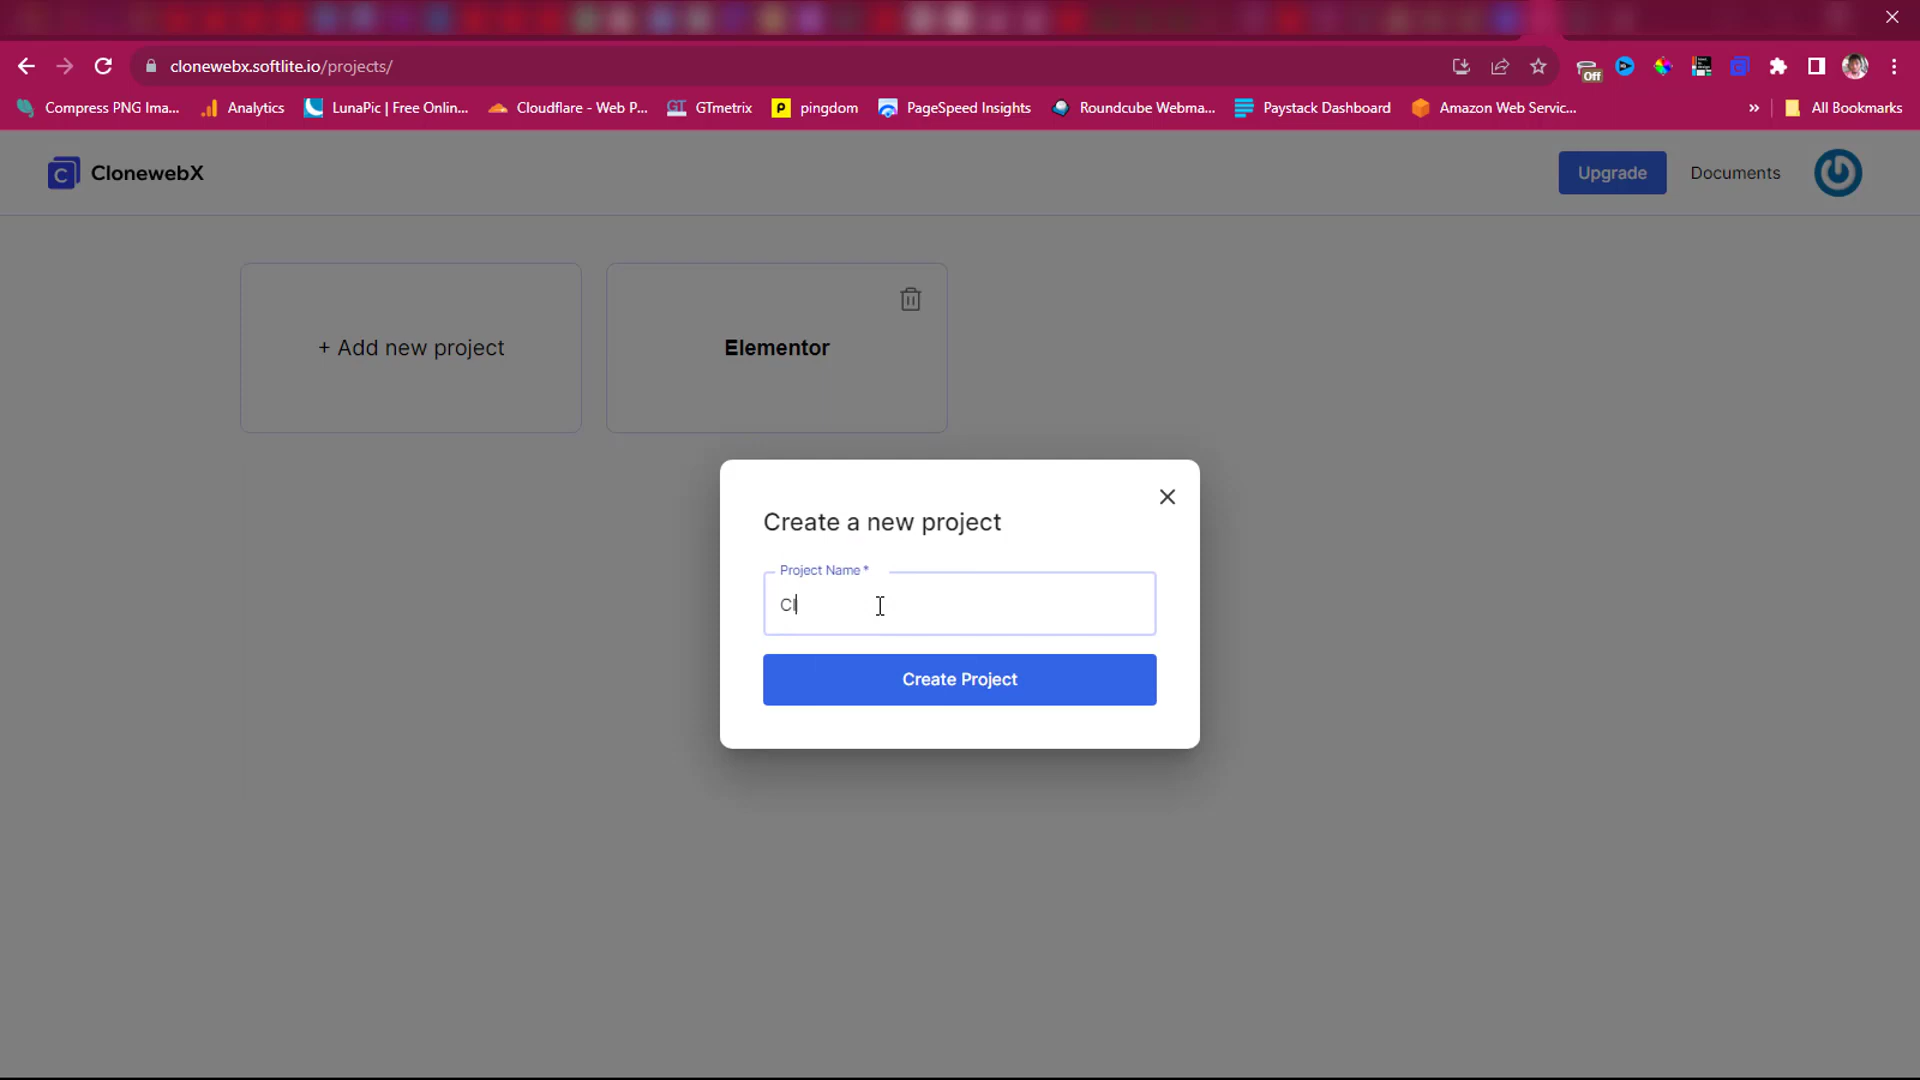 clonewebx.softlite.io/projects/
Off
Compress PNG Ima... Analytics LunaPic | Free Onlin... Cloudflare - Web P... GT GTmetrix p pingdom PageSpeed Insights Roundcube Webma... Paystack Dashboard Amazon Web Servic... » All Bookmarks
C ClonewebX Upgrade Documents
+ Add new project Elementor
Create a new project
Project Name *
Cl
Create Project